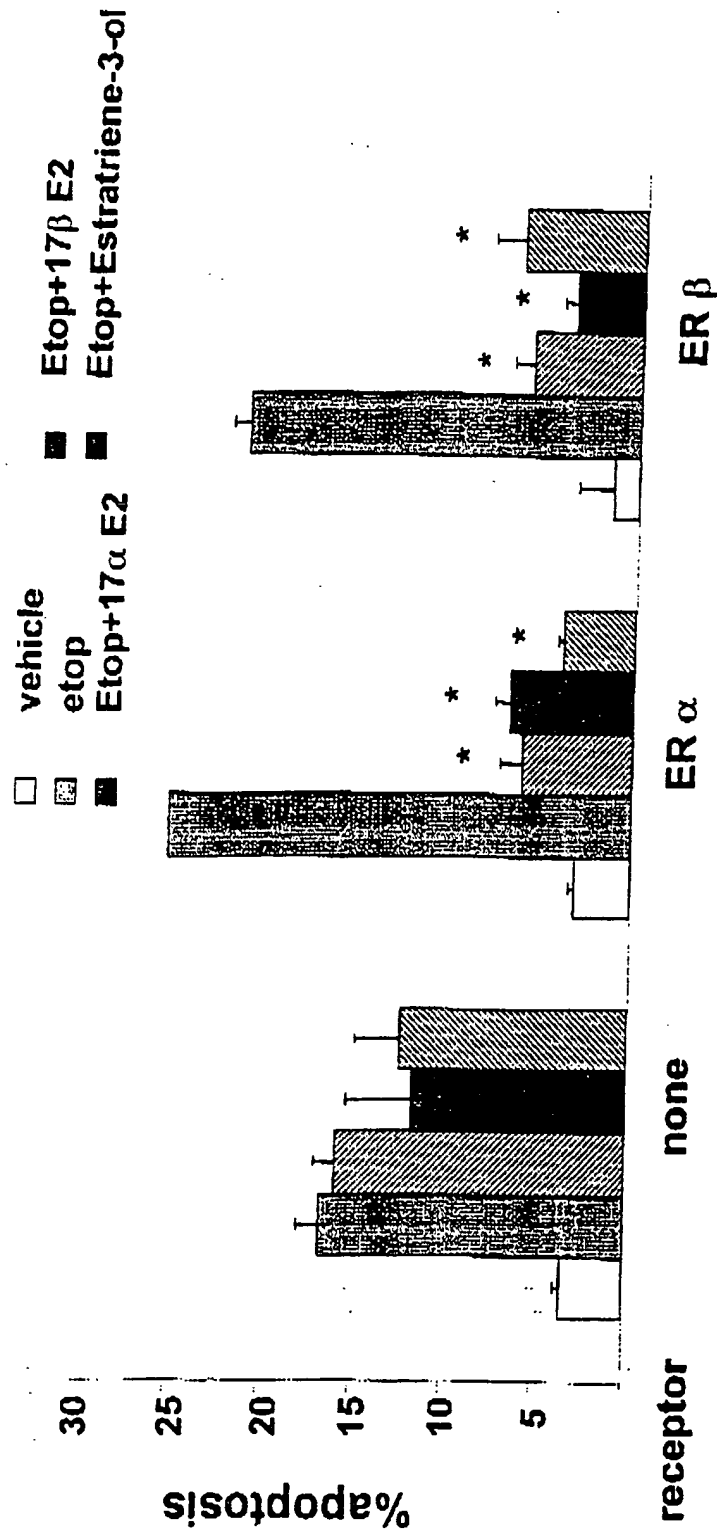 vehicle
etop
Etop+17α E2
Etop+17β E2
Etop+Estratriene-3-ol
%apoptosis
30
25
20
15
10
5
* * *
* * *
receptor none ER α ER β